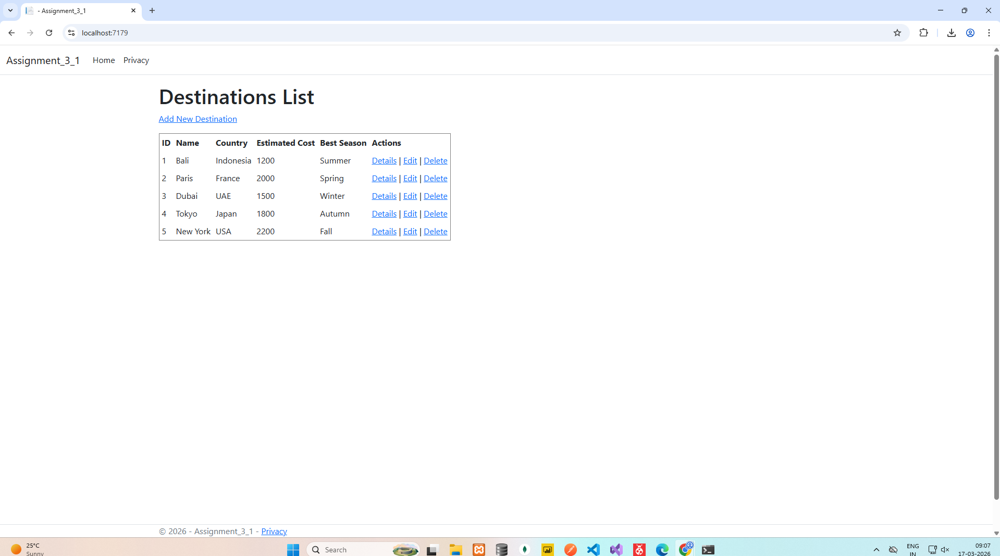 - Assignment_3_1
localhost:7179
Assignment_3_1 Home Privacy
Destinations List
Add New Destination
ID Name Country Estimated Cost Best Season Actions
1 Bali Indonesia 1200 Summer Details | Edit | Delete
2 Paris France 2000 Spring Details | Edit | Delete
3 Dubai UAE 1500 Winter Details | Edit | Delete
4 Tokyo Japan 1800 Autumn Details | Edit | Delete
5 New York USA 2200 Fall Details | Edit | Delete
© 2026 - Assignment_3_1 - Privacy
25°C
Sunny
Search
ENG
IN
09:07
17-03-2026